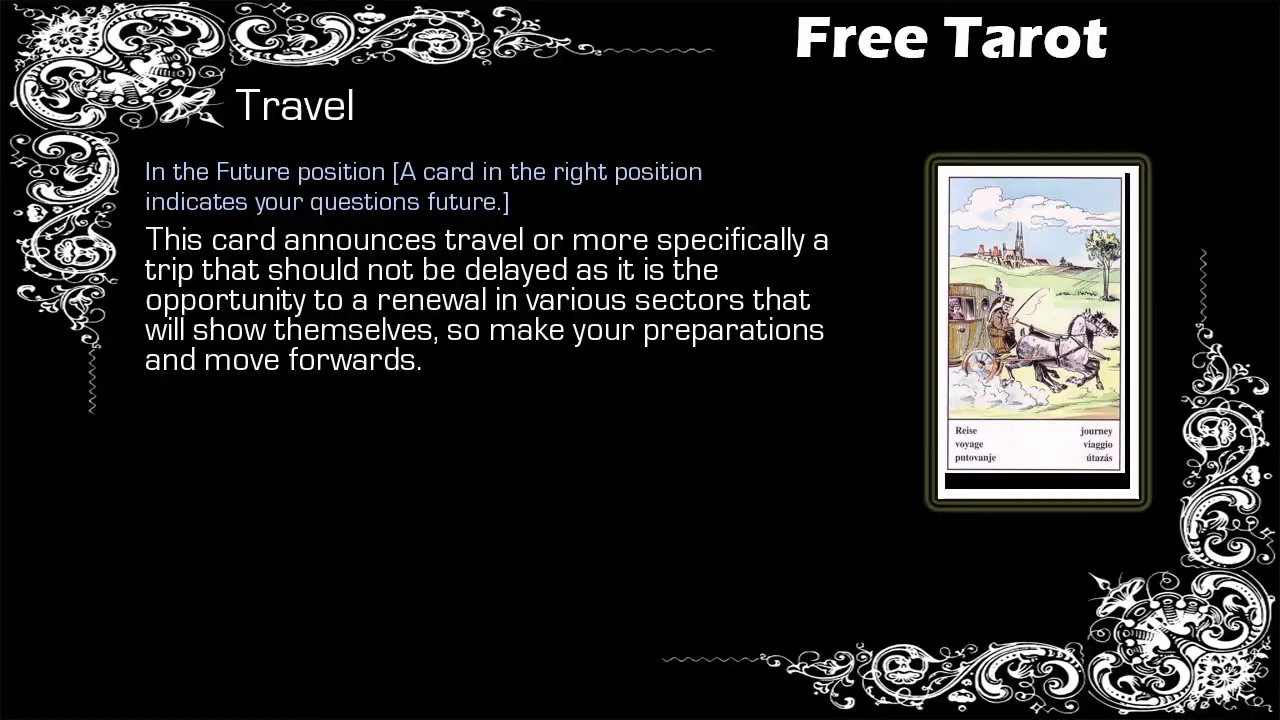 Free Tarot
Travel
In the Future position [A card in the right position
indicates your questions future.]
This card announces travel or more specifically a
trip that should not be delayed as it is the
opportunity to a renewal in various sectors that
will show themselves, so make your preparations
and move forwards.
Reise journey
voyage viaggio
putovanje útazás